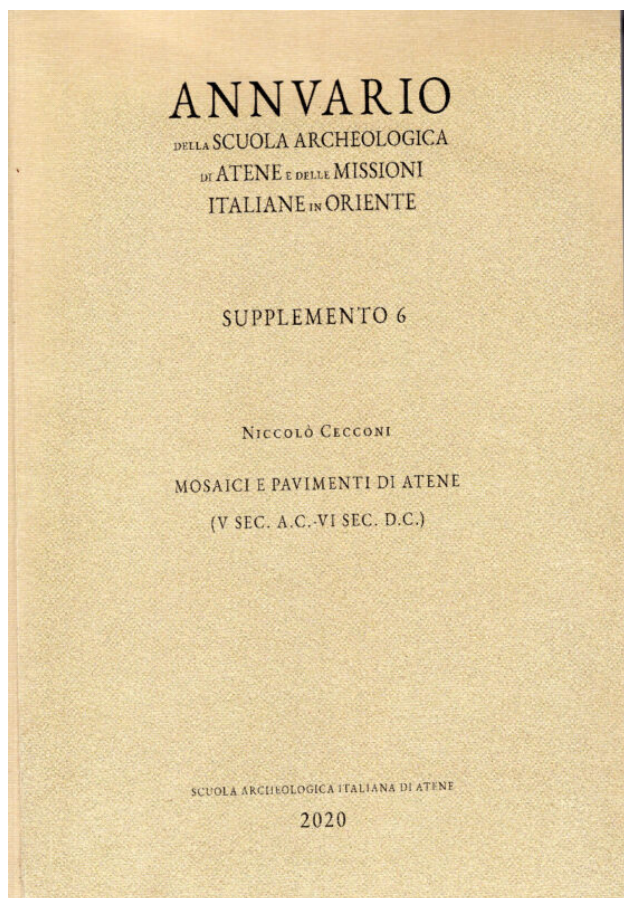 ANNVARIO
DELLA SCUOLA ARCHEOLOGICA
DI ATENE E DELLE MISSIONI
ITALIANE IN ORIENTE
SUPPLEMENTO 6
NICCOLÒ CECCONI
MOSAICI E PAVIMENTI DI ATENE
(V SEC. A.C.-VI SEC. D.C.)
SCUOLA ARCHEOLOGICA ITALIANA DI ATENE
2020